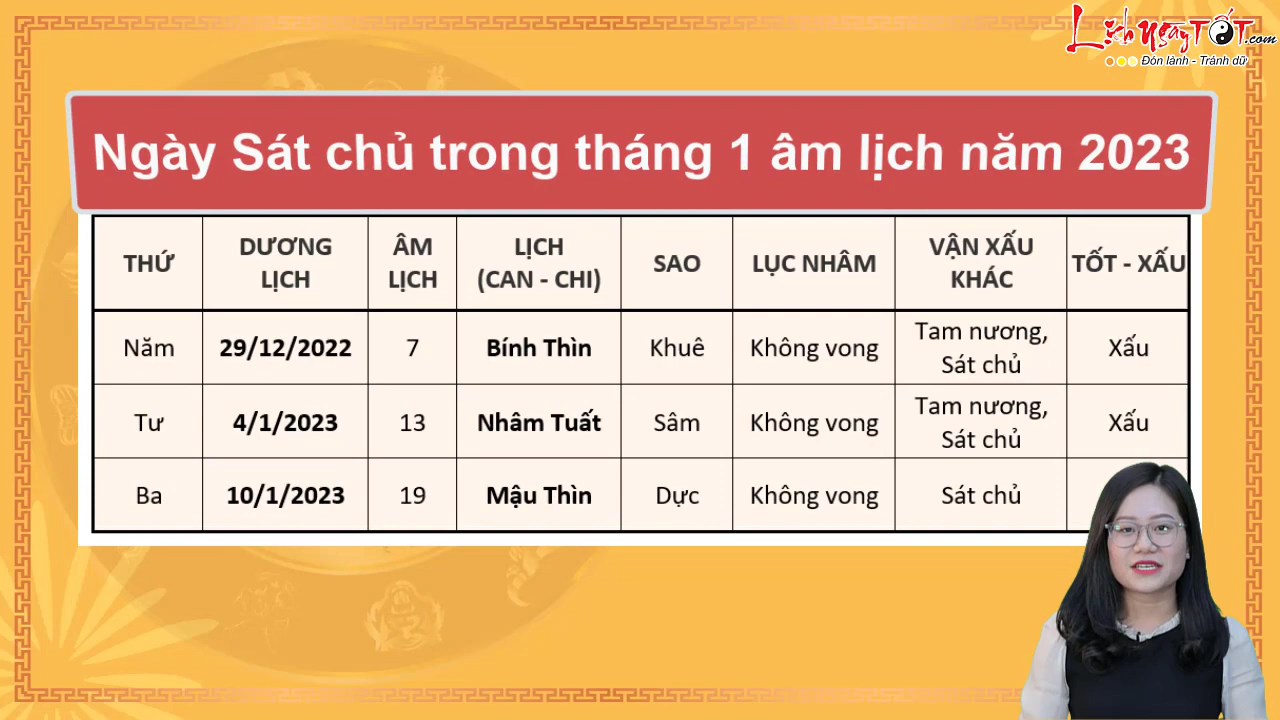 LịchngàyTỐT.com
Đón lành - Tránh dữ
Ngày Sát chủ trong tháng 1 âm lịch năm 2023
THỨ DƯƠNG LỊCH ÂM LỊCH LỊCH (CAN - CHI) SAO LỤC NHÂM VẬN XẤU KHÁC TỐT - XẤU
Năm 29/12/2022 7 Bính Thìn Khuê Không vong Tam nương, Sát chủ Xấu
Tư 4/1/2023 13 Nhâm Tuất Sâm Không vong Tam nương, Sát chủ Xấu
Ba 10/1/2023 19 Mậu Thìn Dực Không vong Sát chủ